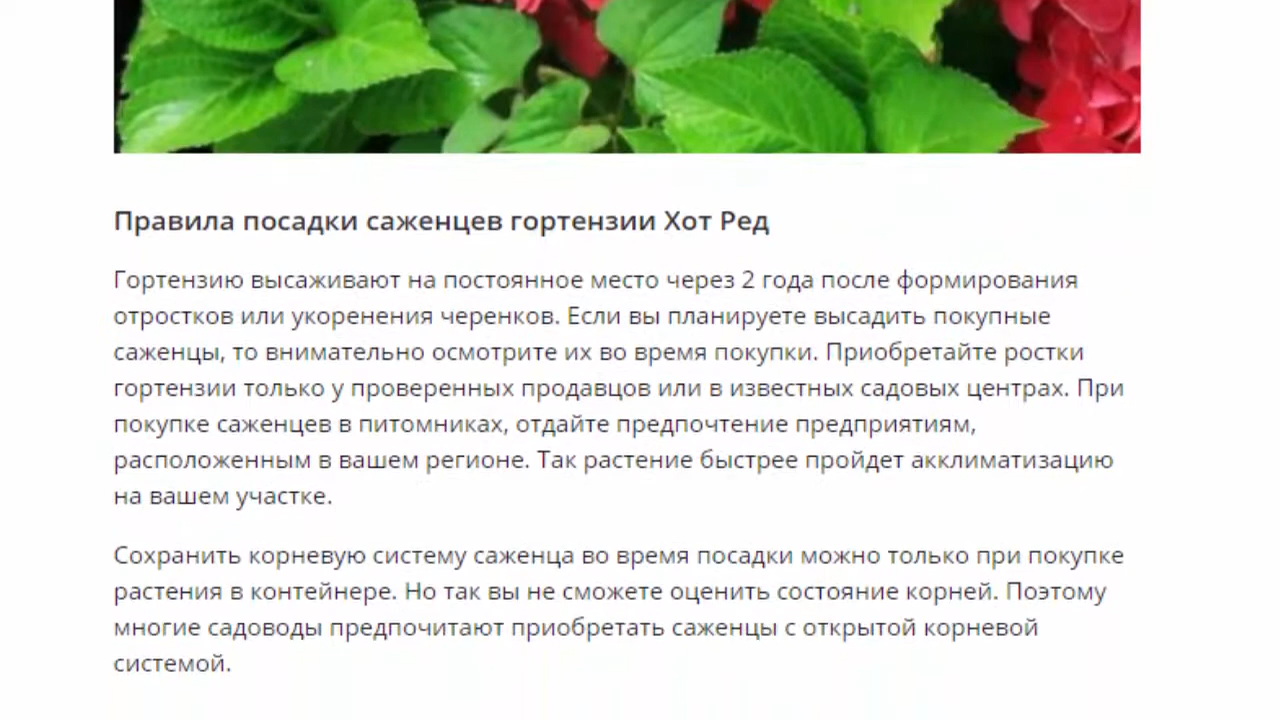 Правила посадки саженцев гортензии Хот Ред
Гортензию высаживают на постоянное место через 2 года после формирования
отростков или укоренения черенков. Если вы планируете высадить покупные
саженцы, то внимательно осмотрите их во время покупки. Приобретайте ростки
гортензии только у проверенных продавцов или в известных садовых центрах. При
покупке саженцев в питомниках, отдайте предпочтение предприятиям,
расположенным в вашем регионе. Так растение быстрее пройдет акклиматизацию
на вашем участке.
Сохранить корневую систему саженца во время посадки можно только при покупке
растения в контейнере. Но так вы не сможете оценить состояние корней. Поэтому
многие садоводы предпочитают приобретать саженцы с открытой корневой
системой.